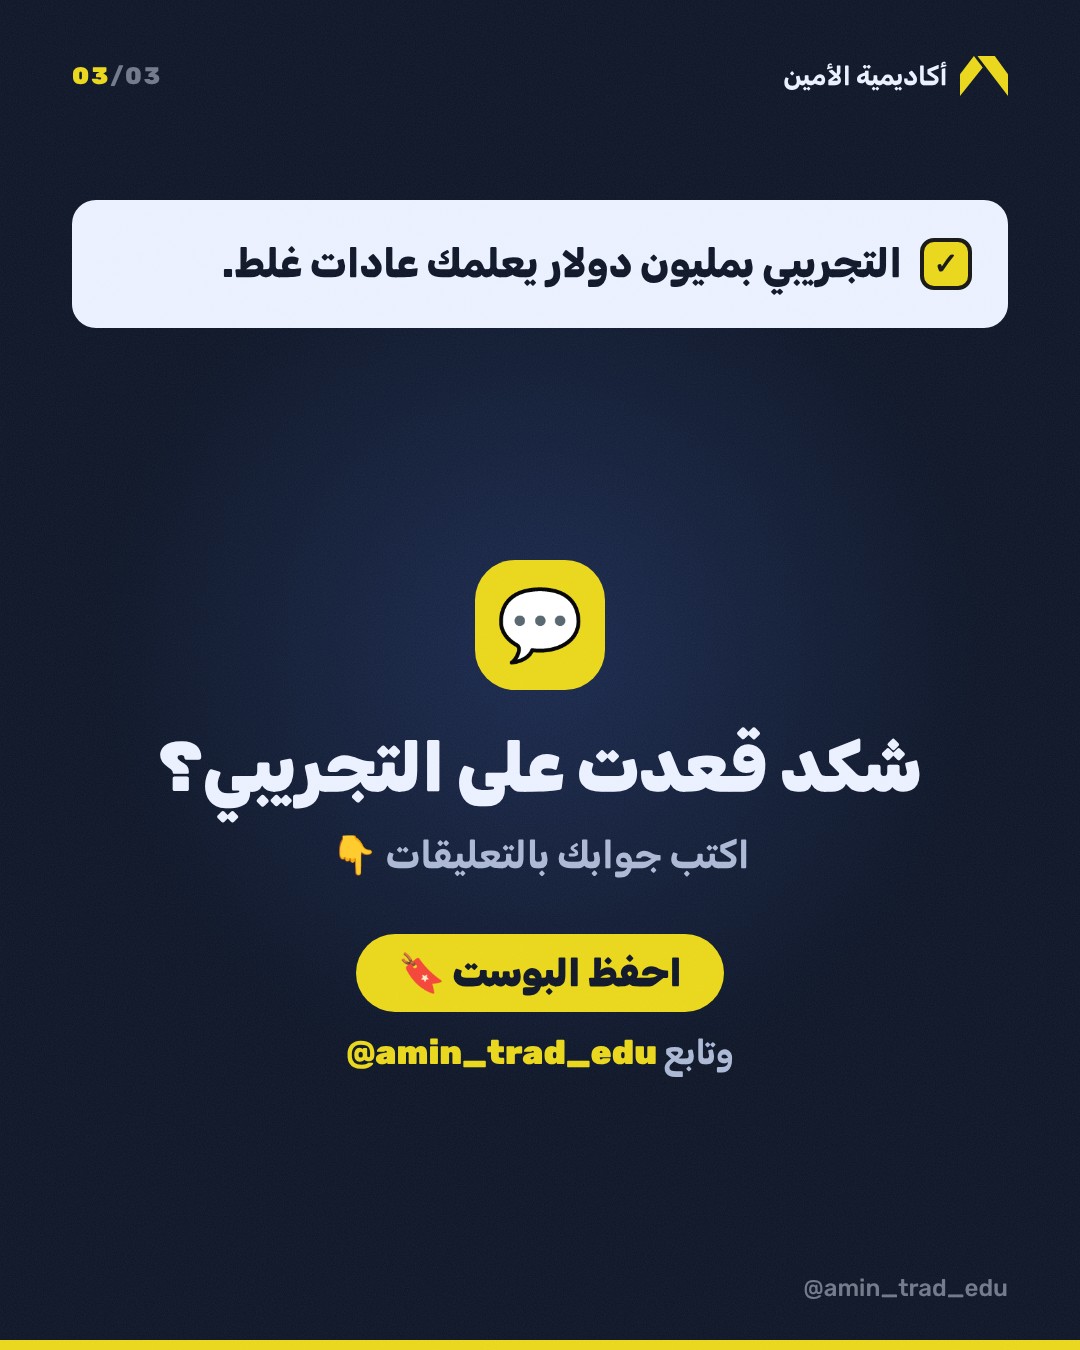 أكاديمية الأمين
03/03
✓ التجريبي بمليون دولار يعلمك عادات غلط.
شكد قعدت على التجريبي؟
اكتب جوابك بالتعليقات 👇
احفظ البوست 🔖
وتابع @amin_trad_edu
@amin_trad_edu